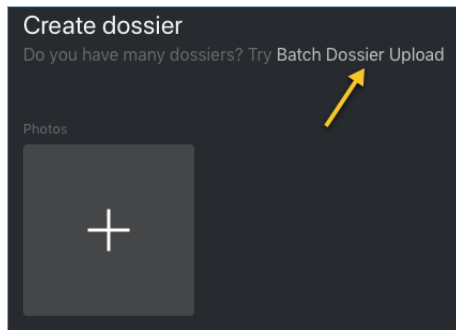 Create dossier
Do you have many dossiers? Try Batch Dossier Upload
Photos